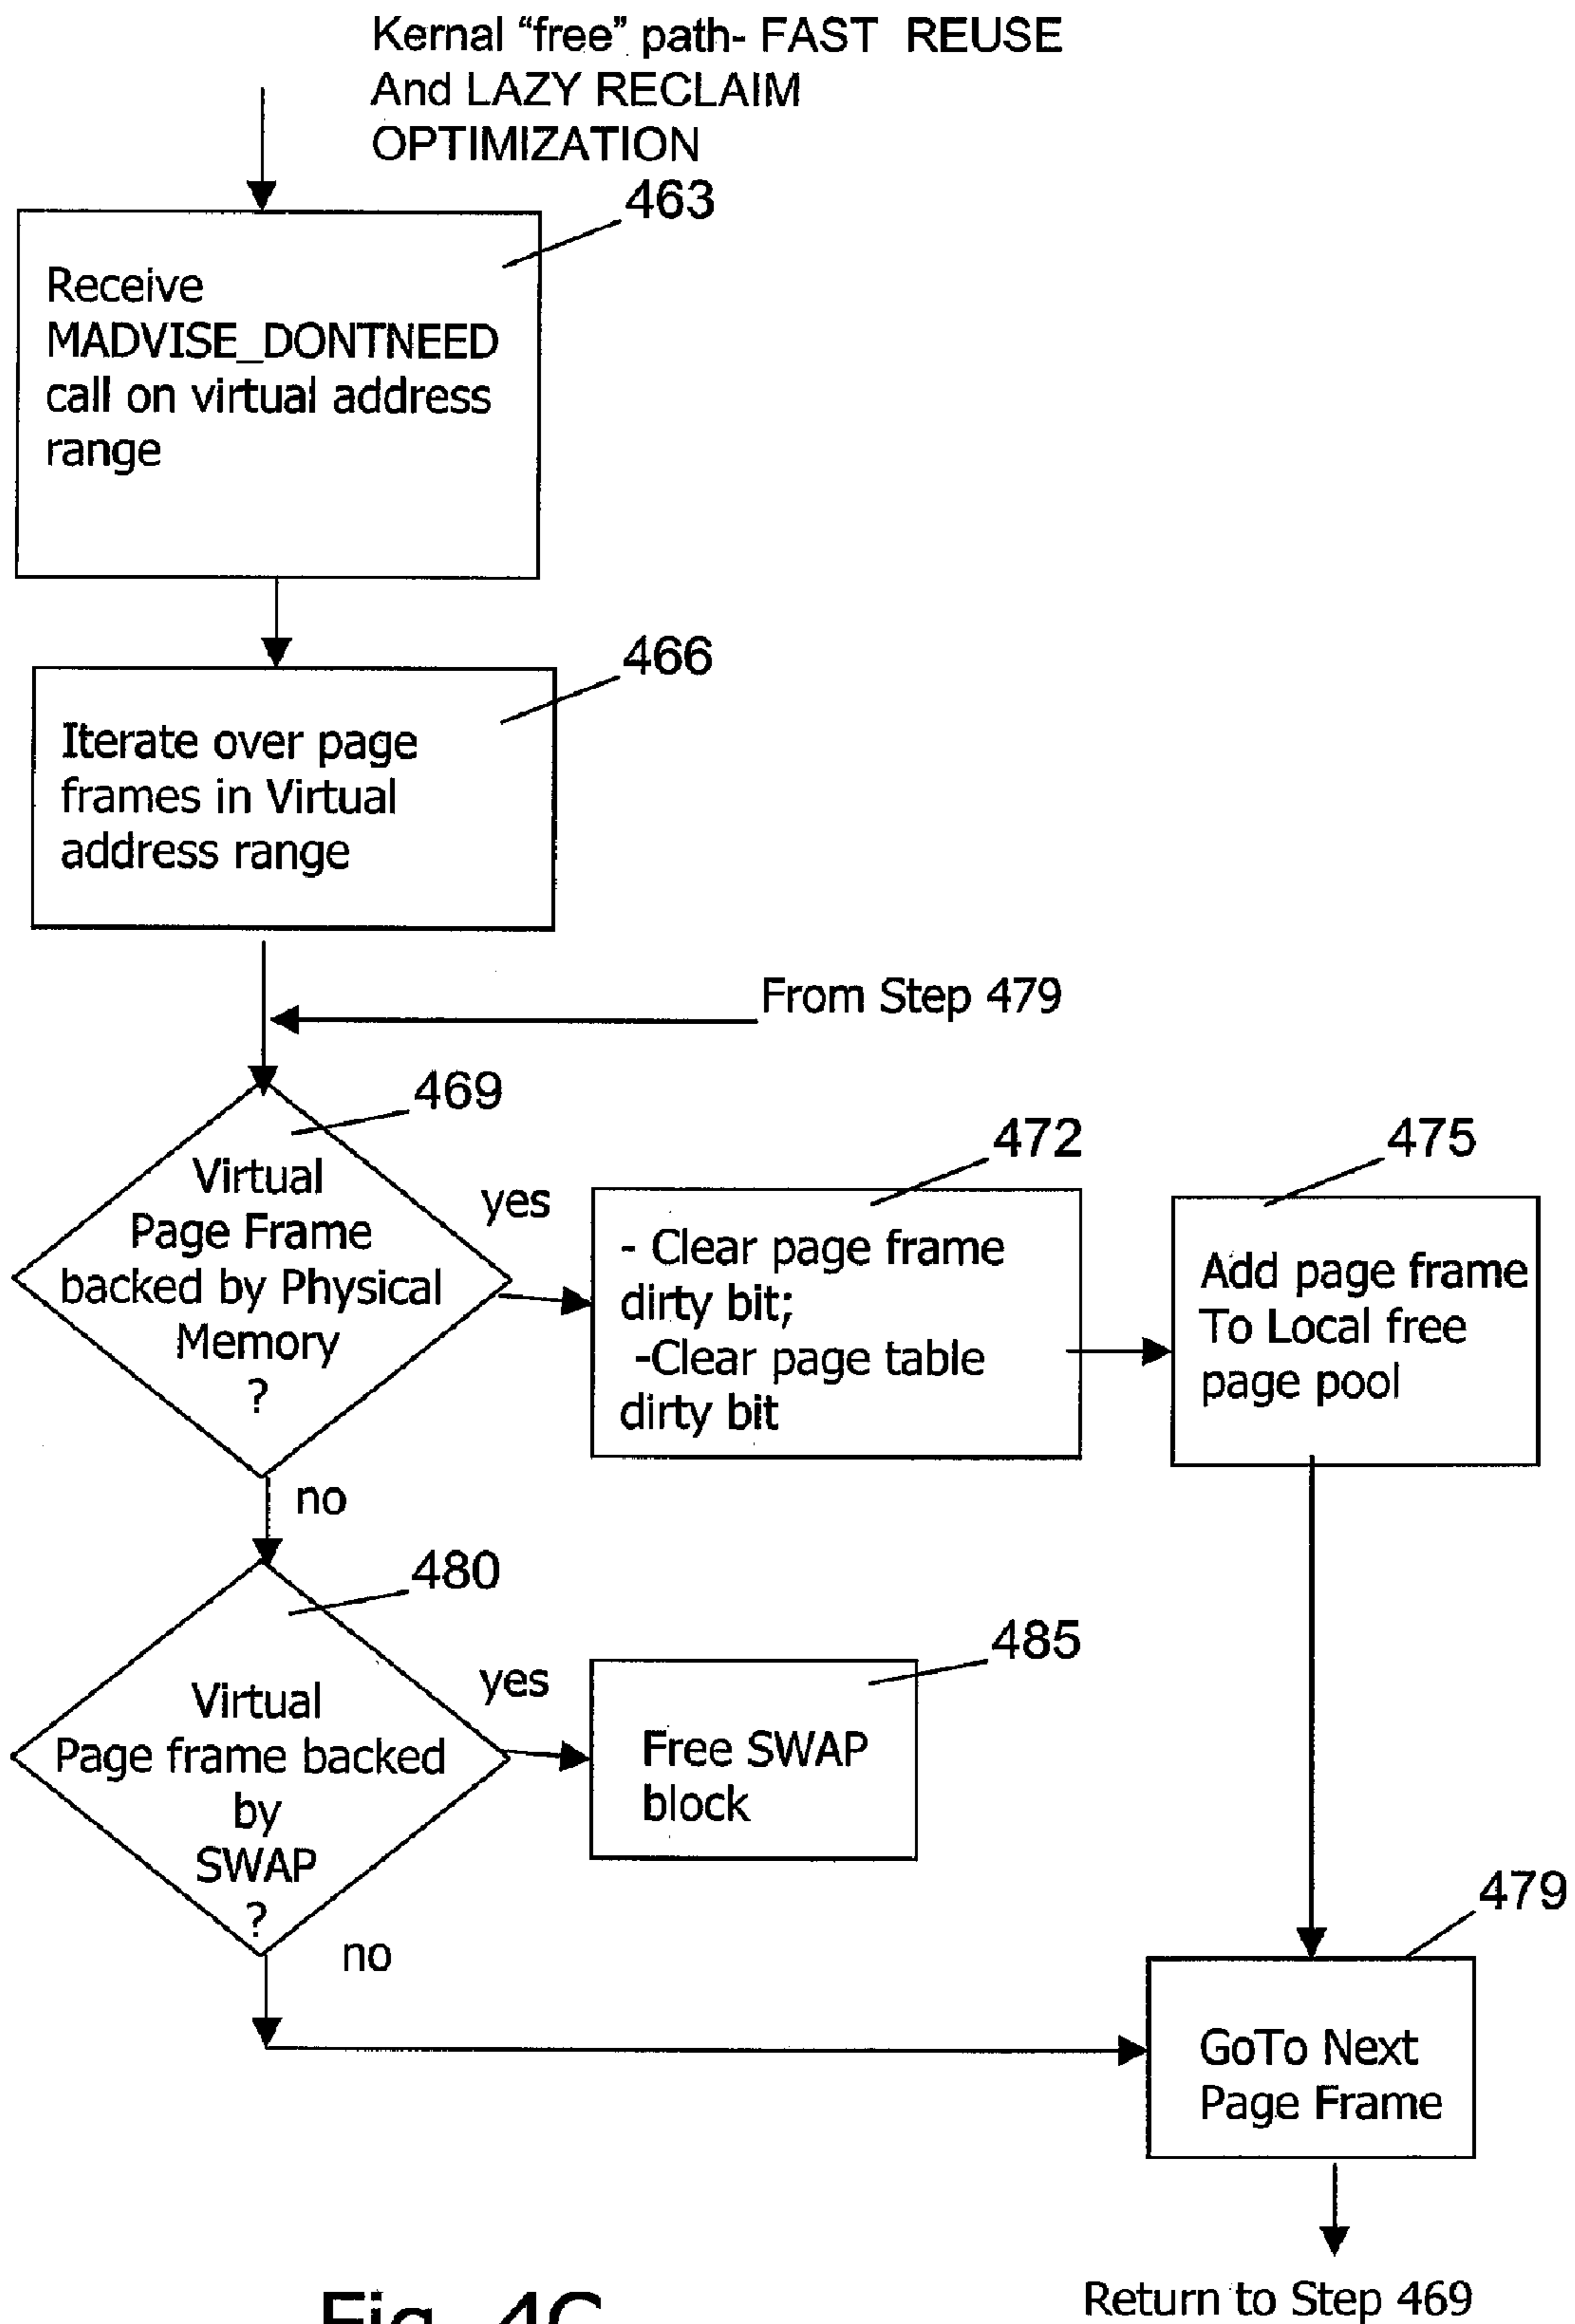 Kernal “free” path- FAST REUSE
And LAZY RECLAIM
OPTIMIZATION
463
Receive
MADVISE_DONTNEED
call on virtual address
range
466
Iterate over page
frames in Virtual
address range
From Step 479
469
Virtual
Page Frame
backed by Physical
Memory
?
yes
472
- Clear page frame
dirty bit;
-Clear page table
dirty bit
475
Add page frame
To Local free
page pool
no
480
Virtual
Page frame backed
by
SWAP
?
yes
485
Free SWAP
block
no
479
GoTo Next
Page Frame
Return to Step 469
Fig. 4C